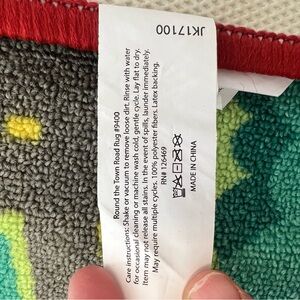 JK17100
Round the Town Road Rug #9400
Care instructions: Shake or vacuum to remove loose dirt. Rinse with water
for occasional cleaning or machine wash cold, gentle cycle. Lay flat to dry.
Item may not release all stains. In the event of spills, launder immediately.
May require multiple cycles. 100% polyester fibers. Latex backing.
RN# 126469
MADE IN CHINA